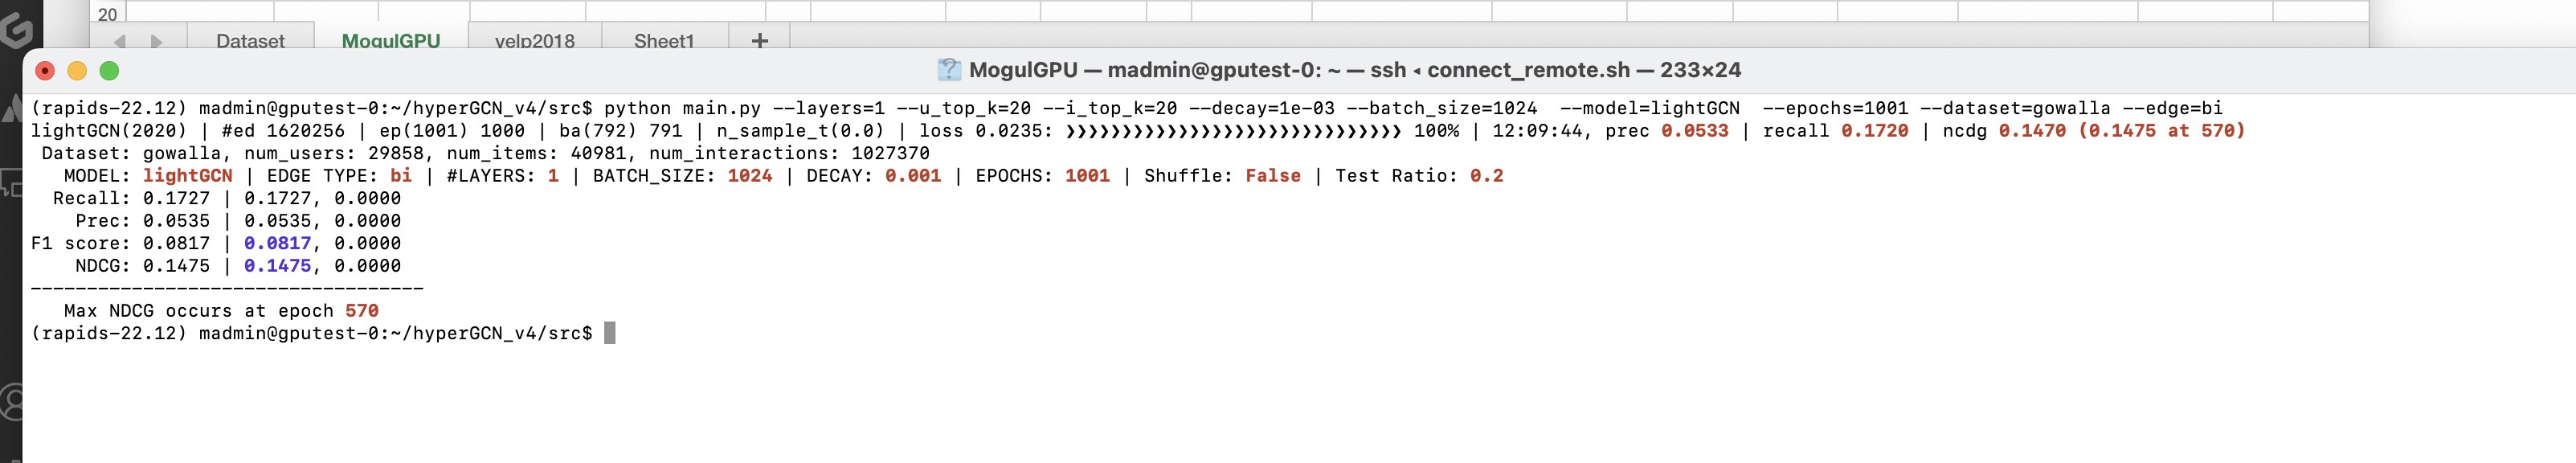 20
Dataset MogulGPU yelp2018 Sheet1 +
MogulGPU — madmin@gputest-0: ~ — ssh ◂ connect_remote.sh — 233×24
(rapids-22.12) madmin@gputest-0:~/hyperGCN_v4/src$ python main.py --layers=1 --u_top_k=20 --i_top_k=20 --decay=1e-03 --batch_size=1024  --model=lightGCN  --epochs=1001 --dataset=gowalla --edge=bi
lightGCN(2020) | #ed 1620256 | ep(1001) 1000 | ba(792) 791 | n_sample_t(0.0) | loss 0.0235: ❯❯❯❯❯❯❯❯❯❯❯❯❯❯❯❯❯❯❯❯❯❯❯❯❯❯❯❯❯❯ 100% | 12:09:44, prec 0.0533 | recall 0.1720 | ncdg 0.1470 (0.1475 at 570)
Dataset: gowalla, num_users: 29858, num_items: 40981, num_interactions: 1027370
MODEL: lightGCN | EDGE TYPE: bi | #LAYERS: 1 | BATCH_SIZE: 1024 | DECAY: 0.001 | EPOCHS: 1001 | Shuffle: False | Test Ratio: 0.2
Recall: 0.1727 | 0.1727, 0.0000
Prec: 0.0535 | 0.0535, 0.0000
F1 score: 0.0817 | 0.0817, 0.0000
NDCG: 0.1475 | 0.1475, 0.0000
-----------------------------------
Max NDCG occurs at epoch 570
(rapids-22.12) madmin@gputest-0:~/hyperGCN_v4/src$